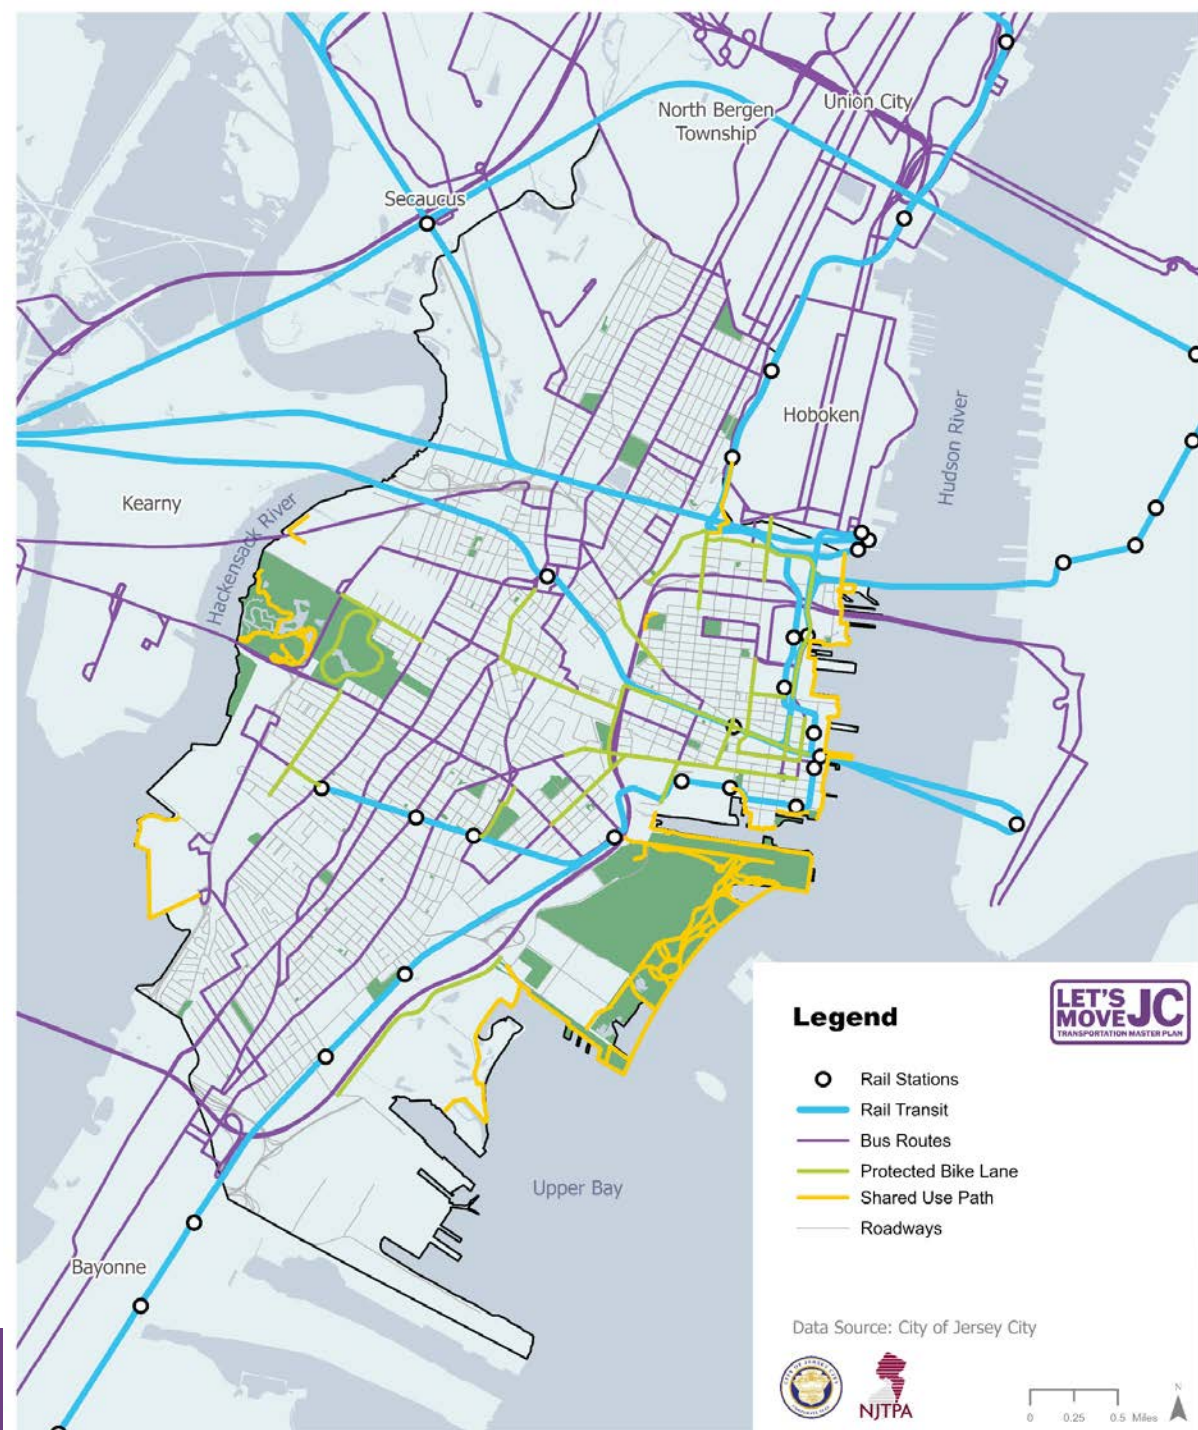 North Bergen
Township
Union City
Secaucus
Hoboken
Hudson River
Kearny
Hackensack River
Upper Bay
Bayonne
Legend
LET'S
MOVE JC
TRANSPORTATION MASTER PLAN
Rail Stations
Rail Transit
Bus Routes
Protected Bike Lane
Shared Use Path
Roadways
Data Source: City of Jersey City
NJTPA
0 0.25 0.5 Miles
N